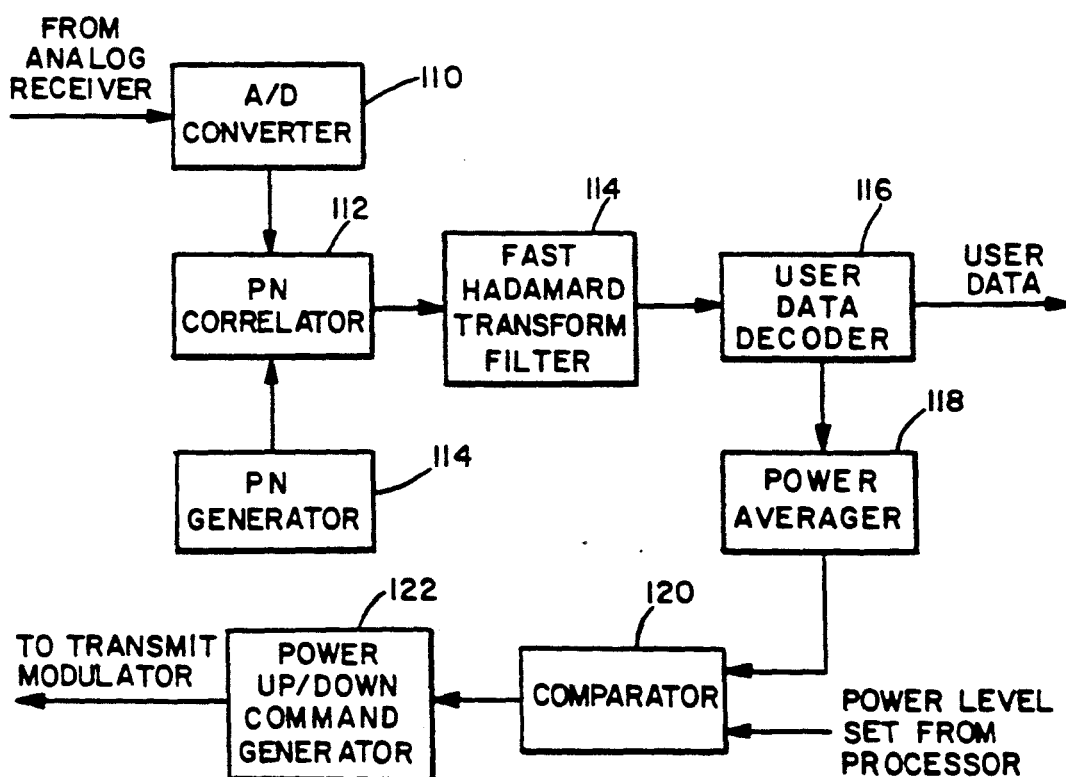 FROM
ANALOG
RECEIVER
A/D
CONVERTER
110
112
PN
CORRELATOR
114
FAST
HADAMARD
TRANSFORM
FILTER
116
USER
DATA
DECODER
USER
DATA
PN
GENERATOR
114
118
POWER
AVERAGER
TO TRANSMIT
MODULATOR
122
POWER
UP/DOWN
COMMAND
GENERATOR
120
COMPARATOR
POWER LEVEL
SET FROM
PROCESSOR